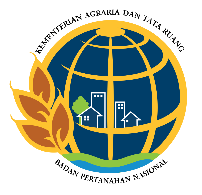 KEMENTERIAN AGRARIA DAN TATA RUANG
BADAN PERTANAHAN NASIONAL